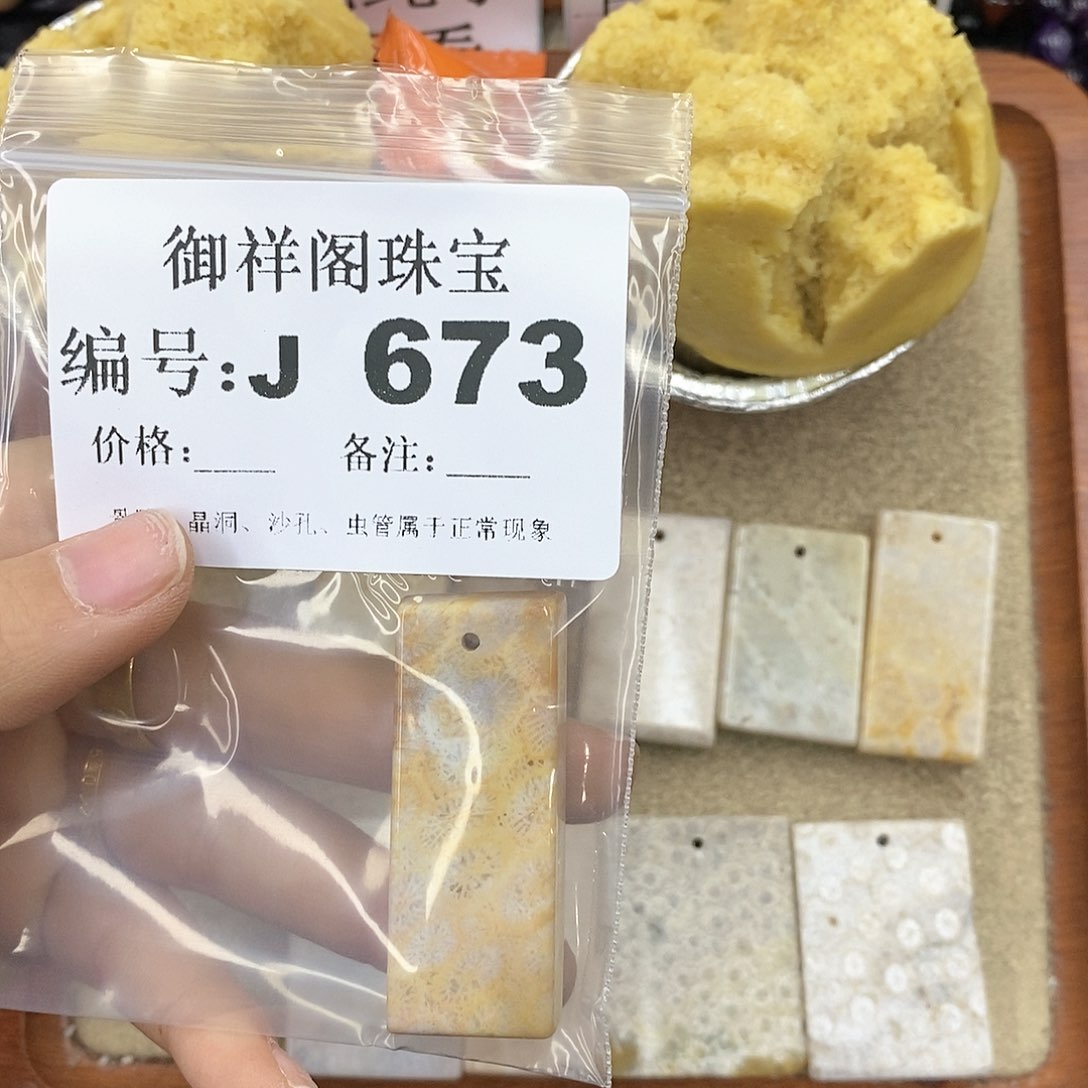 御祥阁珠宝
编号:J 673
价格:____ 备注:____
晶洞、沙孔、虫管属于正常现象